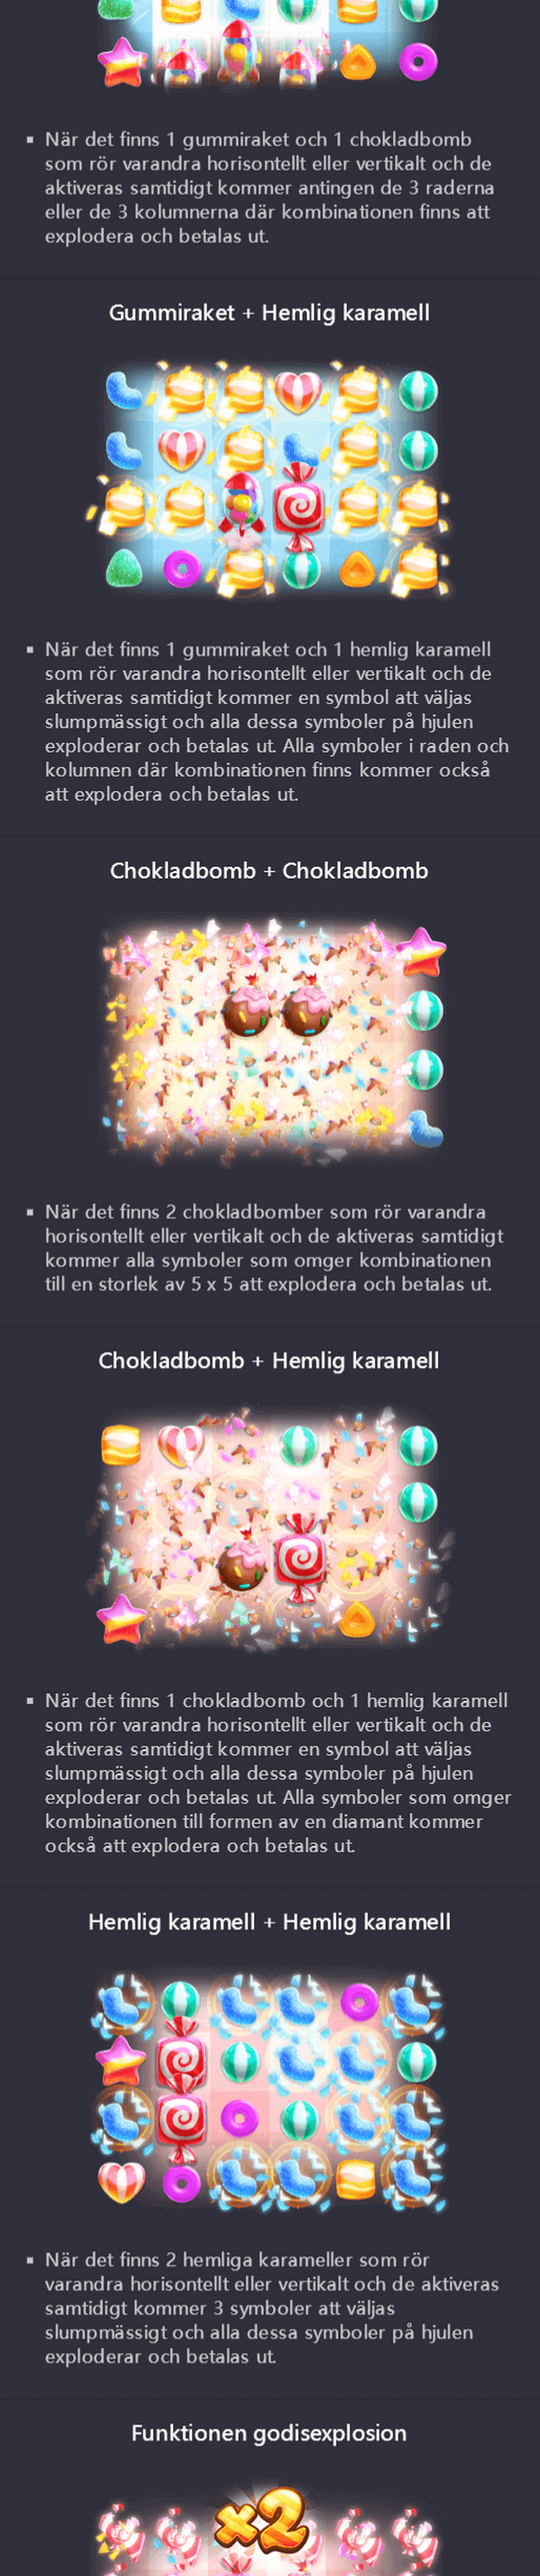 ▪ När det finns 1 gummiraket och 1 chokladbomb
som rör varandra horisontellt eller vertikalt och de
aktiveras samtidigt kommer antingen de 3 raderna
eller de 3 kolumnerna där kombinationen finns att
explodera och betalas ut.
Gummiraket + Hemlig karamell
▪ När det finns 1 gummiraket och 1 hemlig karamell
som rör varandra horisontellt eller vertikalt och de
aktiveras samtidigt kommer en symbol att väljas
slumpmässigt och alla dessa symboler på hjulen
exploderar och betalas ut. Alla symboler i raden och
kolumnen där kombinationen finns kommer också
att explodera och betalas ut.
Chokladbomb + Chokladbomb
▪ När det finns 2 chokladbomber som rör varandra
horisontellt eller vertikalt och de aktiveras samtidigt
kommer alla symboler som omger kombinationen
till en storlek av 5 x 5 att explodera och betalas ut.
Chokladbomb + Hemlig karamell
▪ När det finns 1 chokladbomb och 1 hemlig karamell
som rör varandra horisontellt eller vertikalt och de
aktiveras samtidigt kommer en symbol att väljas
slumpmässigt och alla dessa symboler på hjulen
exploderar och betalas ut. Alla symboler som omger
kombinationen till formen av en diamant kommer
också att explodera och betalas ut.
Hemlig karamell + Hemlig karamell
▪ När det finns 2 hemliga karameller som rör
varandra horisontellt eller vertikalt och de aktiveras
samtidigt kommer 3 symboler att väljas
slumpmässigt och alla dessa symboler på hjulen
exploderar och betalas ut.
Funktionen godisexplosion
x2